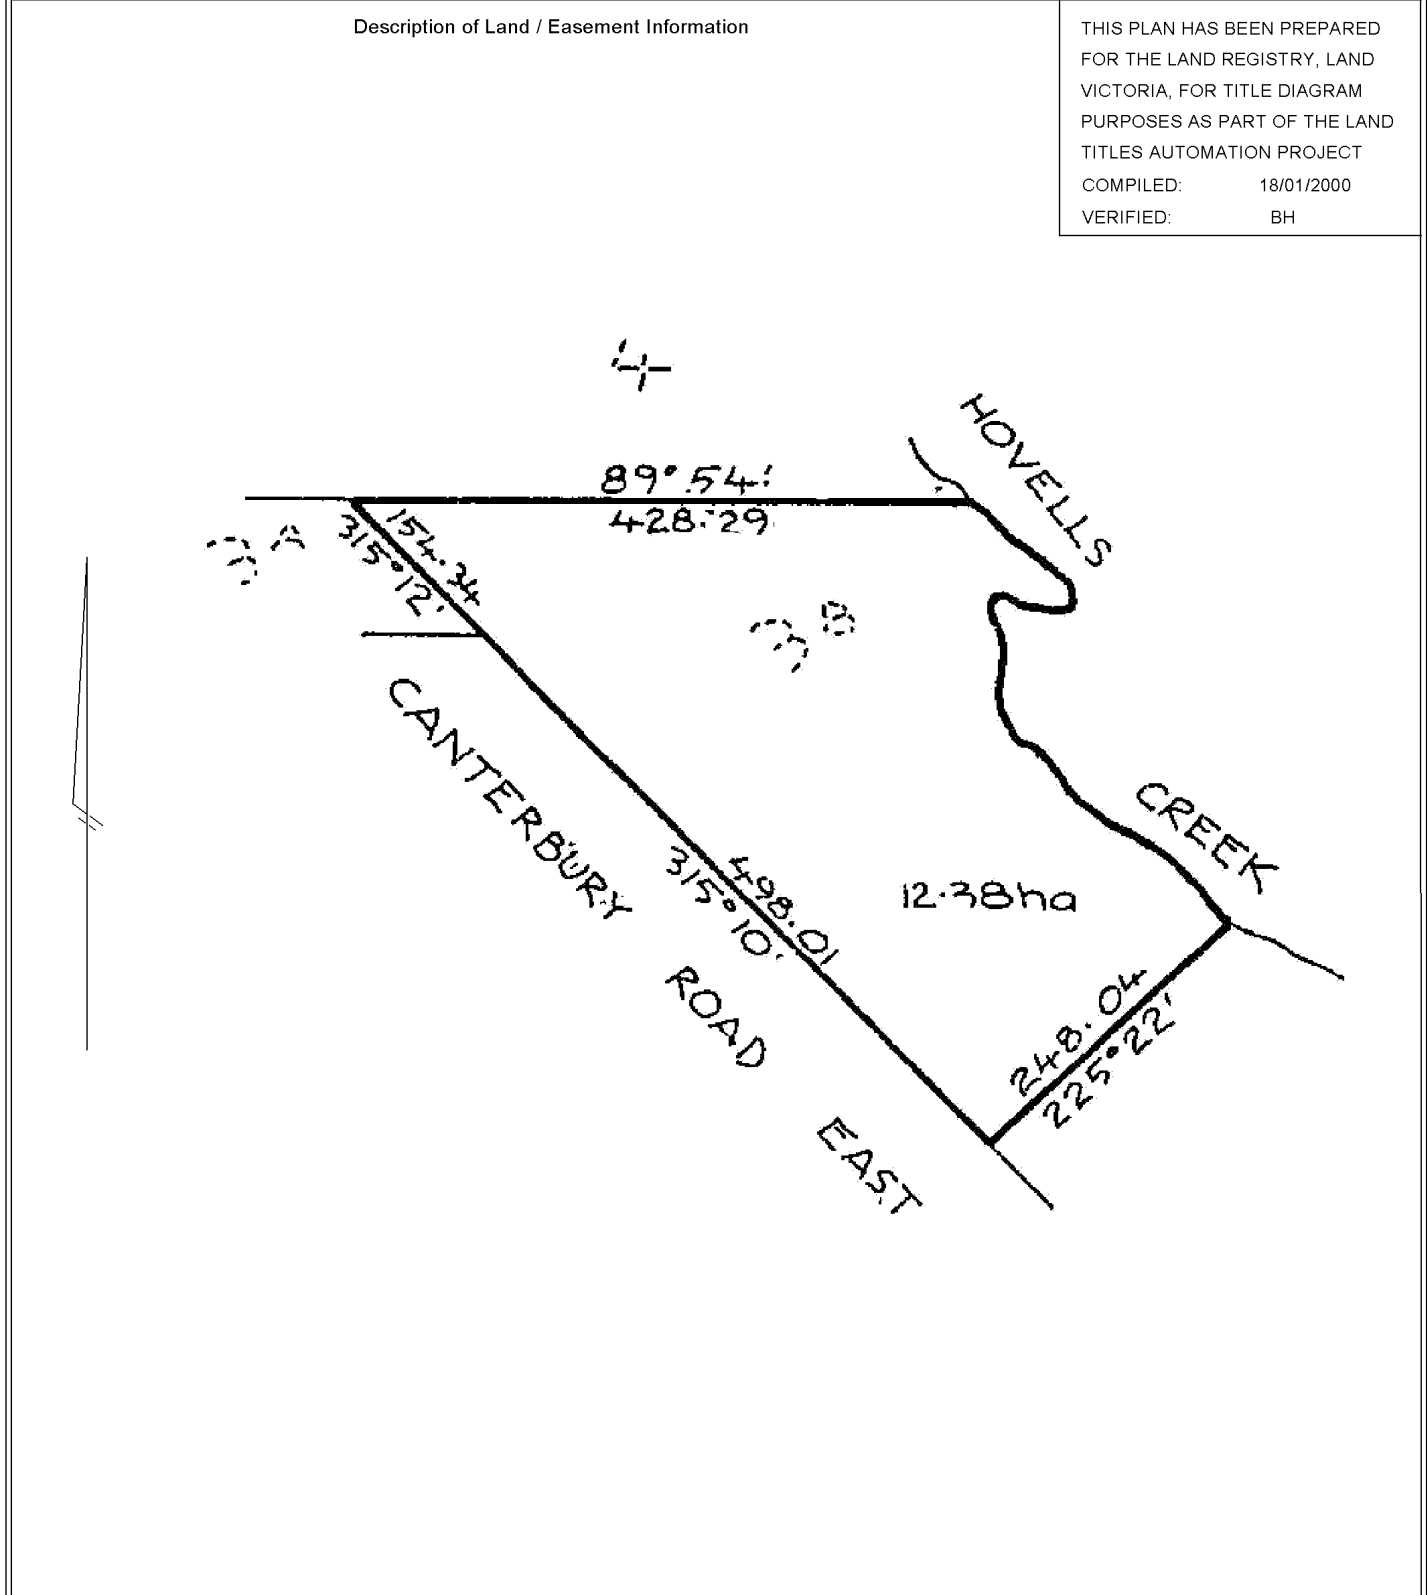 Description of Land / Easement Information
THIS PLAN HAS BEEN PREPARED
FOR THE LAND REGISTRY, LAND
VICTORIA, FOR TITLE DIAGRAM
PURPOSES AS PART OF THE LAND
TITLES AUTOMATION PROJECT
COMPILED: 18/01/2000
VERIFIED: BH
4
HOVELLS
89° 54'
428.29
154.34
315° 12'
CANTERBURY
CREEK
12.38ha
498.01
315° 10'
ROAD
248.04
225° 22'
EAST